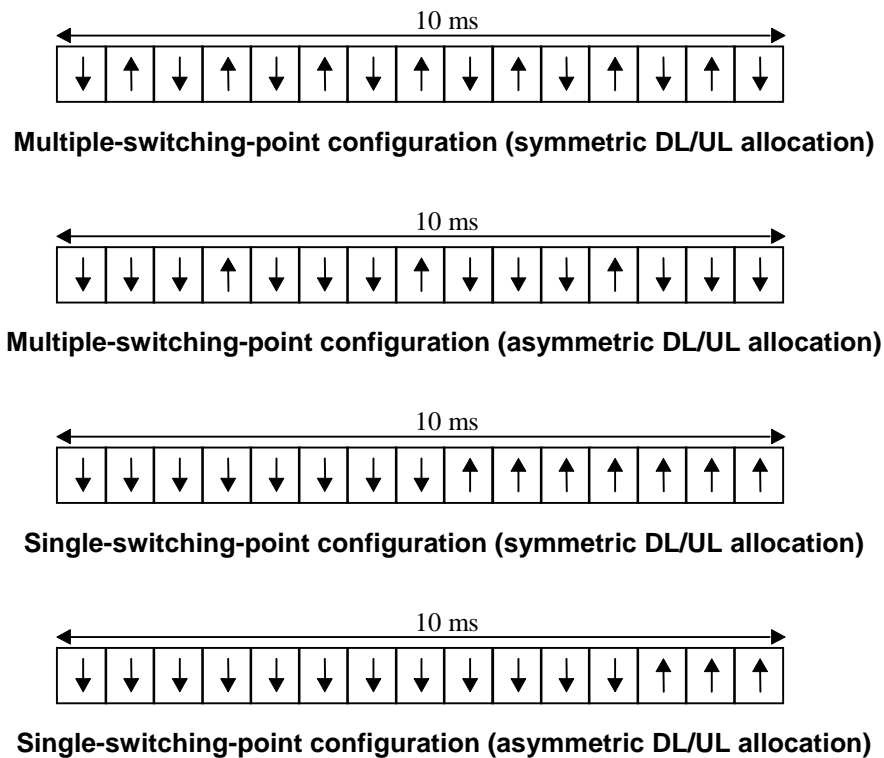 10 ms
Multiple-switching-point configuration (symmetric DL/UL allocation)
10 ms
Multiple-switching-point configuration (asymmetric DL/UL allocation)
10 ms
Single-switching-point configuration (symmetric DL/UL allocation)
10 ms
Single-switching-point configuration (asymmetric DL/UL allocation)